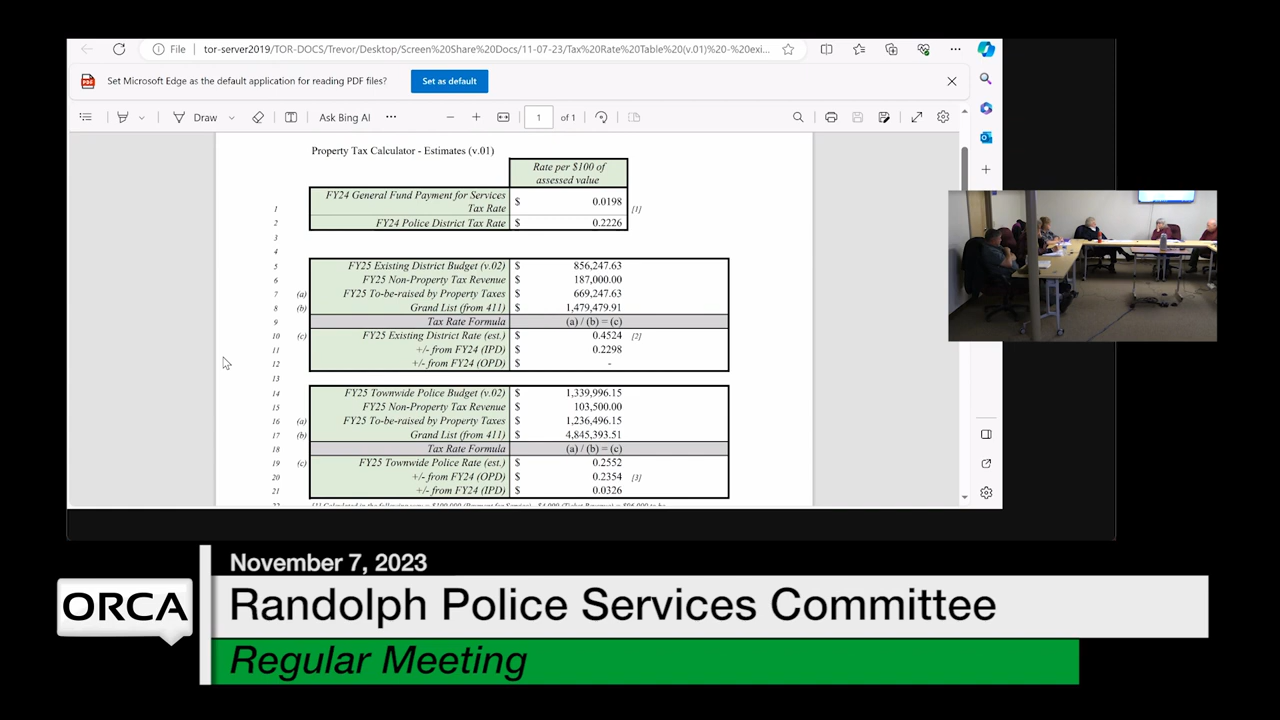 File
tor-server2019/TOR-DOCS/Trevor/Desktop/Screen%20Share%20Docs/11-07-23/Tax%20Rate%20Table%20(v.01)%20-%20exi...
Set Microsoft Edge as the default application for reading PDF files?
Set as default
Draw
Ask Bing AI
1
of 1
Property Tax Calculator - Estimates (v.01)
Rate per $100 of
assessed value
FY24 General Fund Payment for Services
1 Tax Rate $ 0.0198 [1]
2 FY24 Police District Tax Rate $ 0.2226
3
4
5 FY25 Existing District Budget (v.02) $ 856,247.63
6 FY25 Non-Property Tax Revenue $ 187,000.00
7 (a) FY25 To-be-raised by Property Taxes $ 669,247.63
8 (b) Grand List (from 411) $ 1,479,479.91
9 Tax Rate Formula (a) / (b) = (c)
10 (c) FY25 Existing District Rate (est.) $ 0.4524 [2]
11 +/- from FY24 (IPD) $ 0.2298
12 +/- from FY24 (OPD) $ -
13
14 FY25 Townwide Police Budget (v.02) $ 1,339,996.15
15 FY25 Non-Property Tax Revenue $ 103,500.00
16 (a) FY25 To-be-raised by Property Taxes $ 1,236,496.15
17 (b) Grand List (from 411) $ 4,845,393.51
18 Tax Rate Formula (a) / (b) = (c)
19 (c) FY25 Townwide Police Rate (est.) $ 0.2552
20 +/- from FY24 (OPD) $ 0.2354 [3]
21 +/- from FY24 (IPD) $ 0.0326
November 7, 2023
ORCA
Randolph Police Services Committee
Regular Meeting